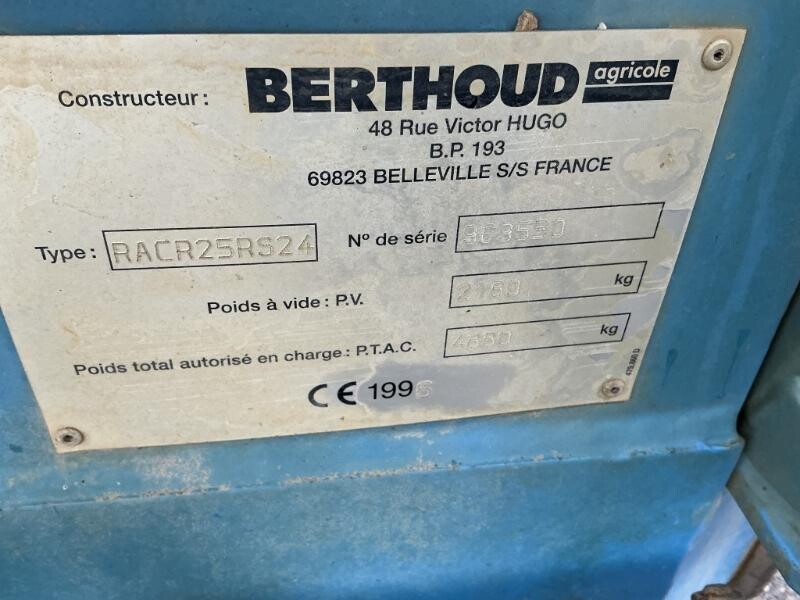 Constructeur: BERTHOUD agricole
48 Rue Victor HUGO
B.P. 193
69823 BELLEVILLE S/S FRANCE
Type: RACR25RS24 N° de série
Poids à vide: P.V. kg
Poids total autorisé en charge: P.T.A.C. kg
CE 1996